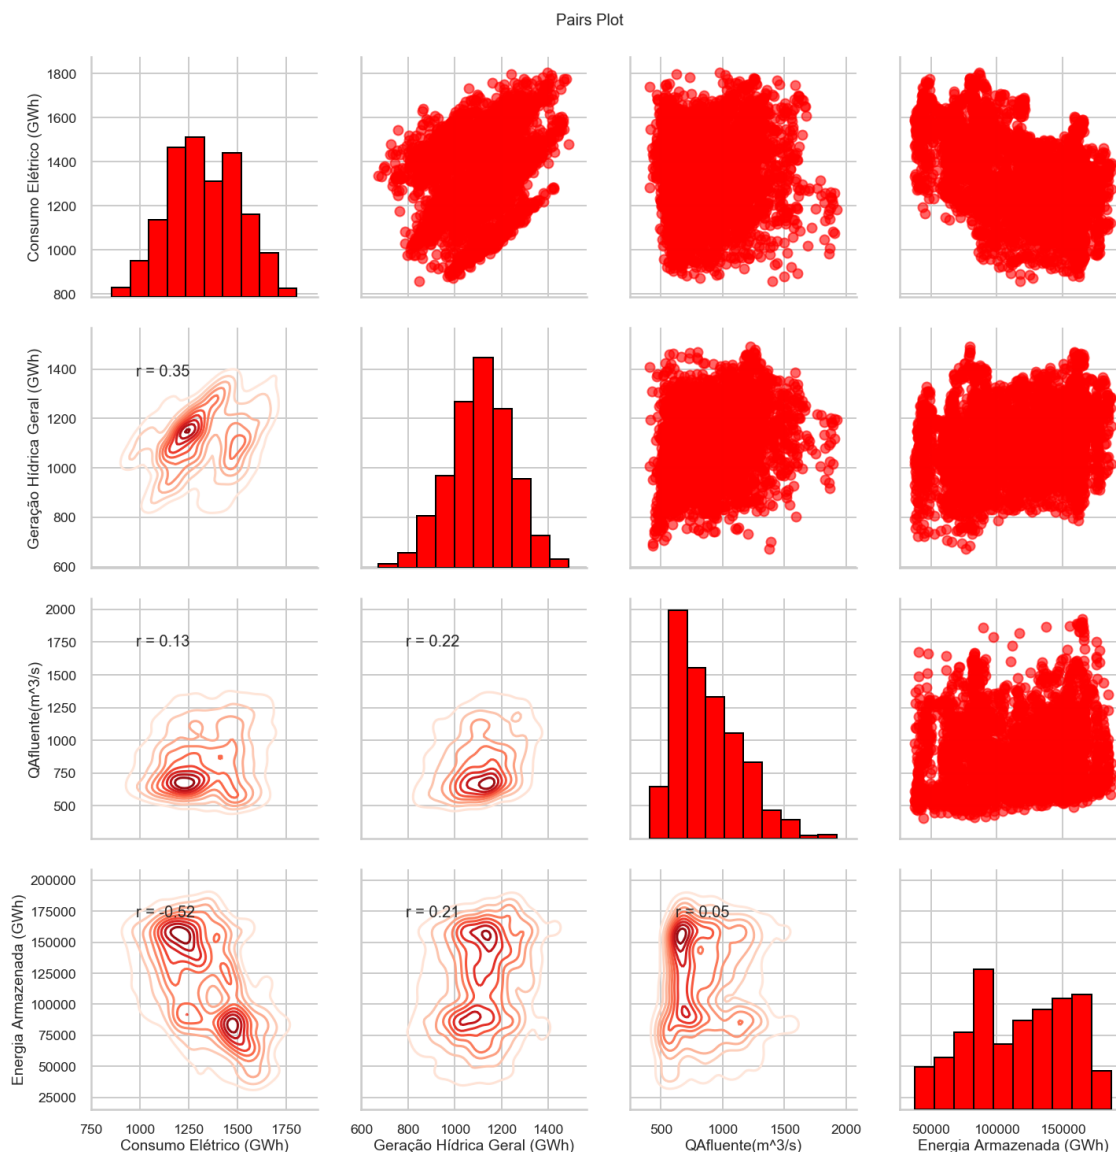 Pairs Plot
Consumo Elétrico (GWh)
1800
1600
1400
1200
1000
800
Geração Hídrica Geral (GWh)
1400
1200
1000
800
600
r = 0.35
QAfluente(m^3/s)
2000
1750
1500
1250
1000
750
500
r = 0.13
r = 0.22
Energia Armazenada (GWh)
200000
175000
150000
125000
100000
75000
50000
25000
r = -0.52
r = 0.21
r = 0.05
750 1000 1250 1500 1750
600 800 1000 1200 1400
500 1000 1500 2000
50000 100000 150000
Consumo Elétrico (GWh)
Geração Hídrica Geral (GWh)
QAfluente(m^3/s)
Energia Armazenada (GWh)